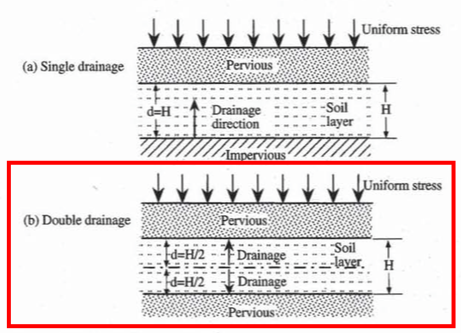 Uniform stress
(a) Single drainage
Pervious
d=H
Drainage
direction
Soil
layer
H
Impervious
Uniform stress
(b) Double drainage
Pervious
d=H/2
Drainage
Soil
layer
H
d=H/2
Drainage
Pervious